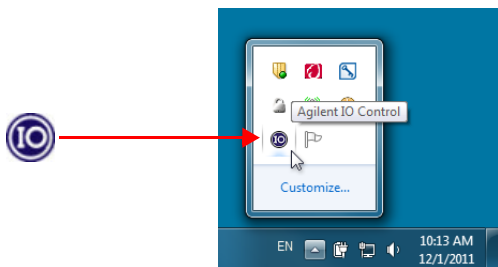 Agilent IO Control
IO
IO
Customize...
EN
10:13 AM
12/1/2011